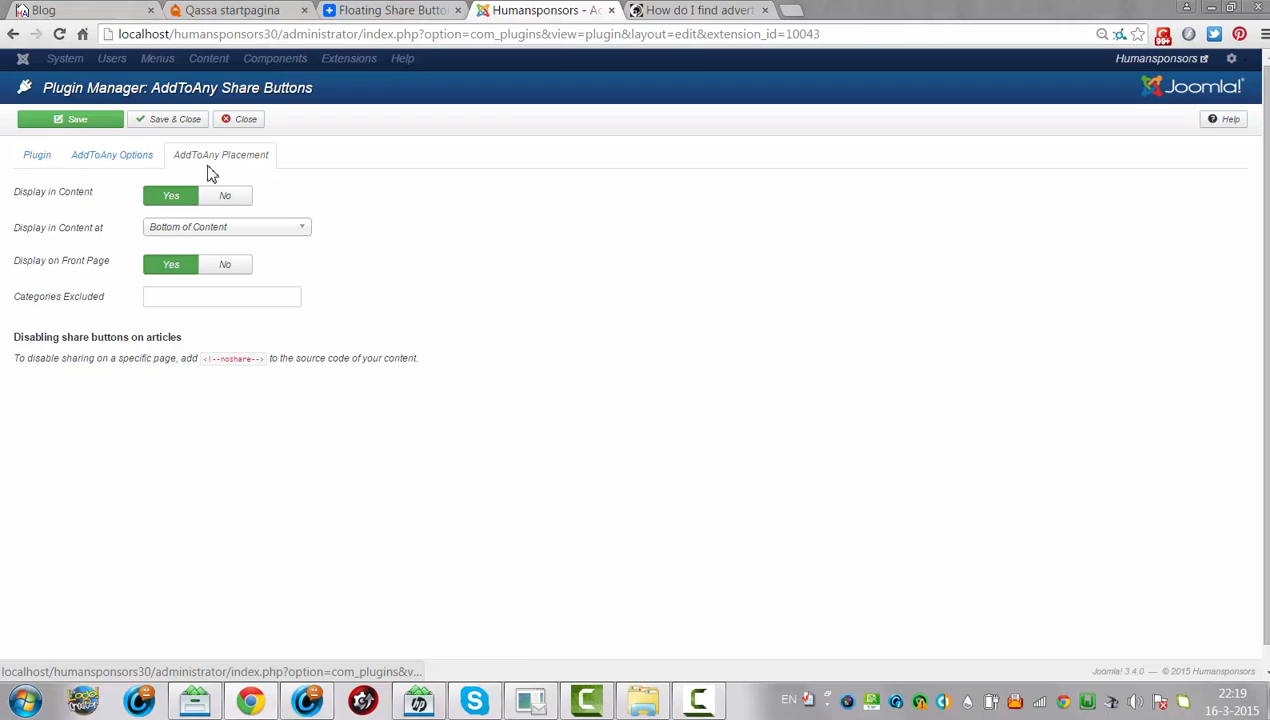 Blog
Qassa startpagina
Floating Share Butto
Humansponsors - Ac
How do I find advert
localhost/humansponsors30/administrator/index.php?option=com_plugins&view=plugin&layout=edit&extension_id=10043
99+
System Users Menus Content Components Extensions Help
Humansponsors
Plugin Manager: AddToAny Share Buttons
Joomla!
Save
Save & Close
Close
Help
Plugin
AddToAny Options
AddToAny Placement
Display in Content
Yes No
Display in Content at
Bottom of Content
Display on Front Page
Yes No
Categories Excluded
Disabling share buttons on articles
To disable sharing on a specific page, add <!--noshare--> to the source code of your content.
localhost/humansponsors30/administrator/index.php?option=com_plugins&v...
Joomla! 3.4.0 — © 2015 Humansponsors
EN
22:19
16-3-2015